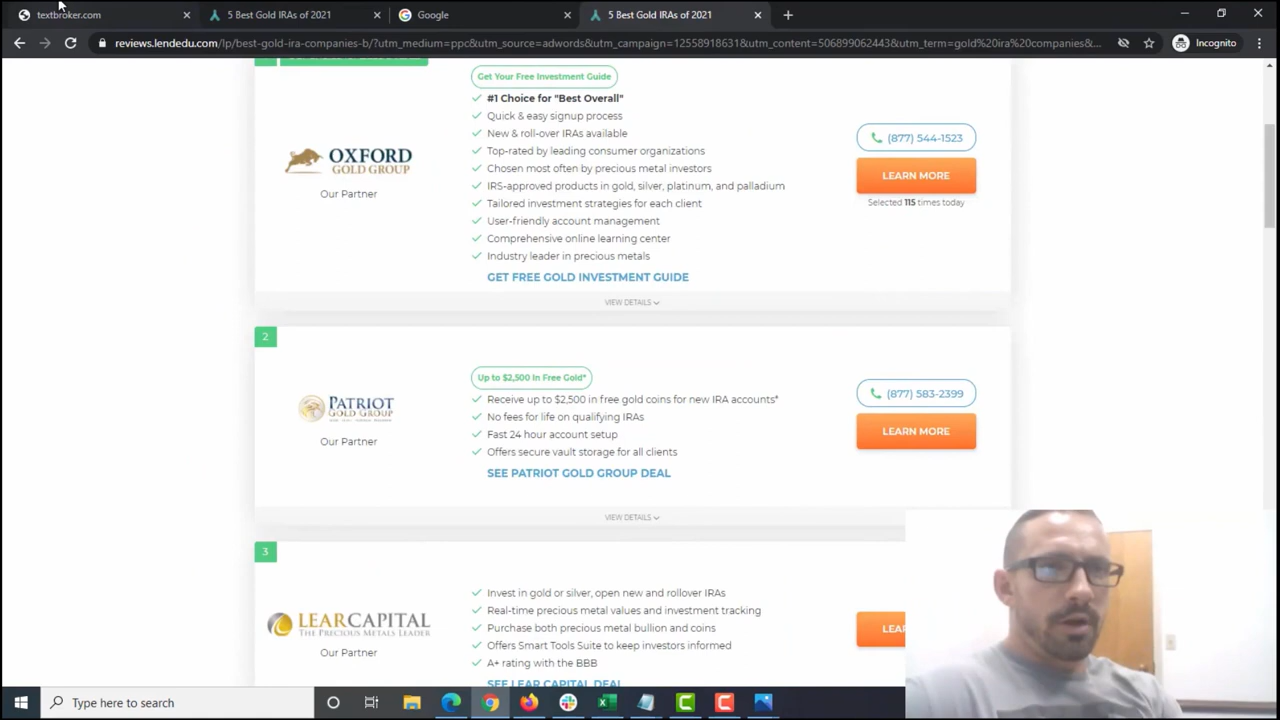 textbroker.com
5 Best Gold IRAs of 2021
Google
5 Best Gold IRAs of 2021
reviews.lendedu.com/lp/best-gold-ira-companies-b/?utm_medium=ppc&utm_source=adwords&utm_campaign=12558918631&utm_content=506899062443&utm_term=gold%20ira%20companies&...
Incognito
Get Your Free Investment Guide
#1 Choice for "Best Overall"
Quick & easy signup process
New & roll-over IRAs available
Top-rated by leading consumer organizations
Chosen most often by precious metal investors
IRS-approved products in gold, silver, platinum, and palladium
Tailored investment strategies for each client
User-friendly account management
Comprehensive online learning center
Industry leader in precious metals
GET FREE GOLD INVESTMENT GUIDE
OXFORD
GOLD GROUP
Our Partner
(877) 544-1523
LEARN MORE
Selected 115 times today
VIEW DETAILS
2
Up to $2,500 In Free Gold*
Receive up to $2,500 in free gold coins for new IRA accounts*
No fees for life on qualifying IRAs
Fast 24 hour account setup
Offers secure vault storage for all clients
SEE PATRIOT GOLD GROUP DEAL
PATRIOT
GOLD GROUP
Our Partner
(877) 583-2399
LEARN MORE
VIEW DETAILS
3
Invest in gold or silver, open new and rollover IRAs
Real-time precious metal values and investment tracking
Purchase both precious metal bullion and coins
Offers Smart Tools Suite to keep investors informed
A+ rating with the BBB
SEE LEAR CAPITAL DEAL
LEARCAPITAL
THE PRECIOUS METALS LEADER
Our Partner
LEA
Type here to search